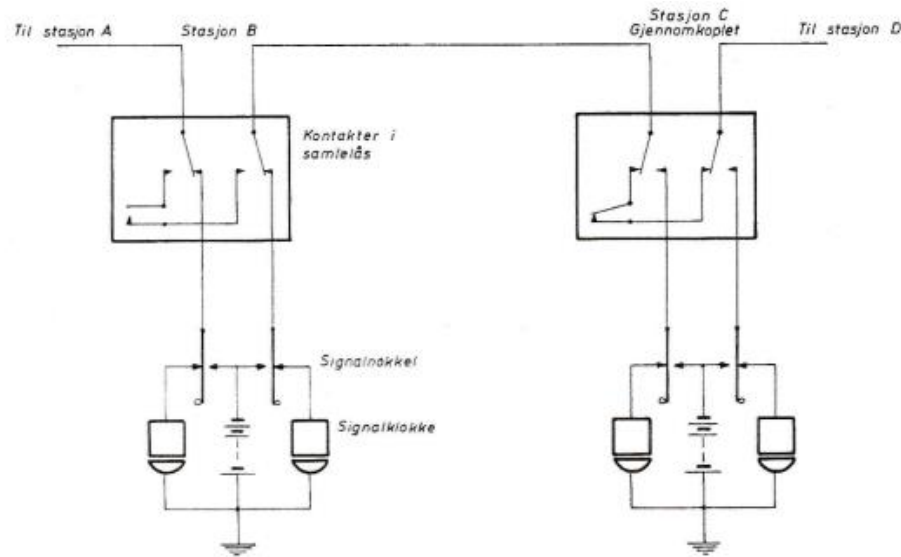 Til stasjon A
Stasjon B
Stasjon C
Gjennomkoplet
Til stasjon D
Kontakter i
samlelås
Signalnøkkel
Signalklokke